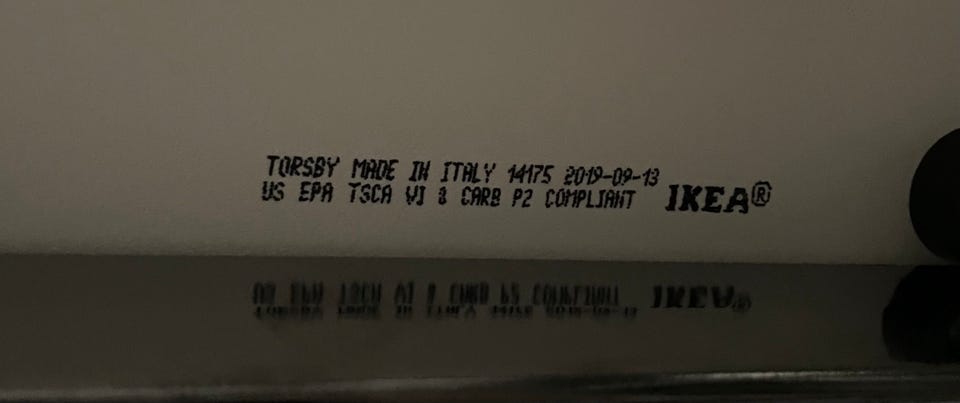 TORSBY MADE IN ITALY 14175 2019-09-13
US EPA TSCA VI & CARB P2 COMPLIANT IKEA®